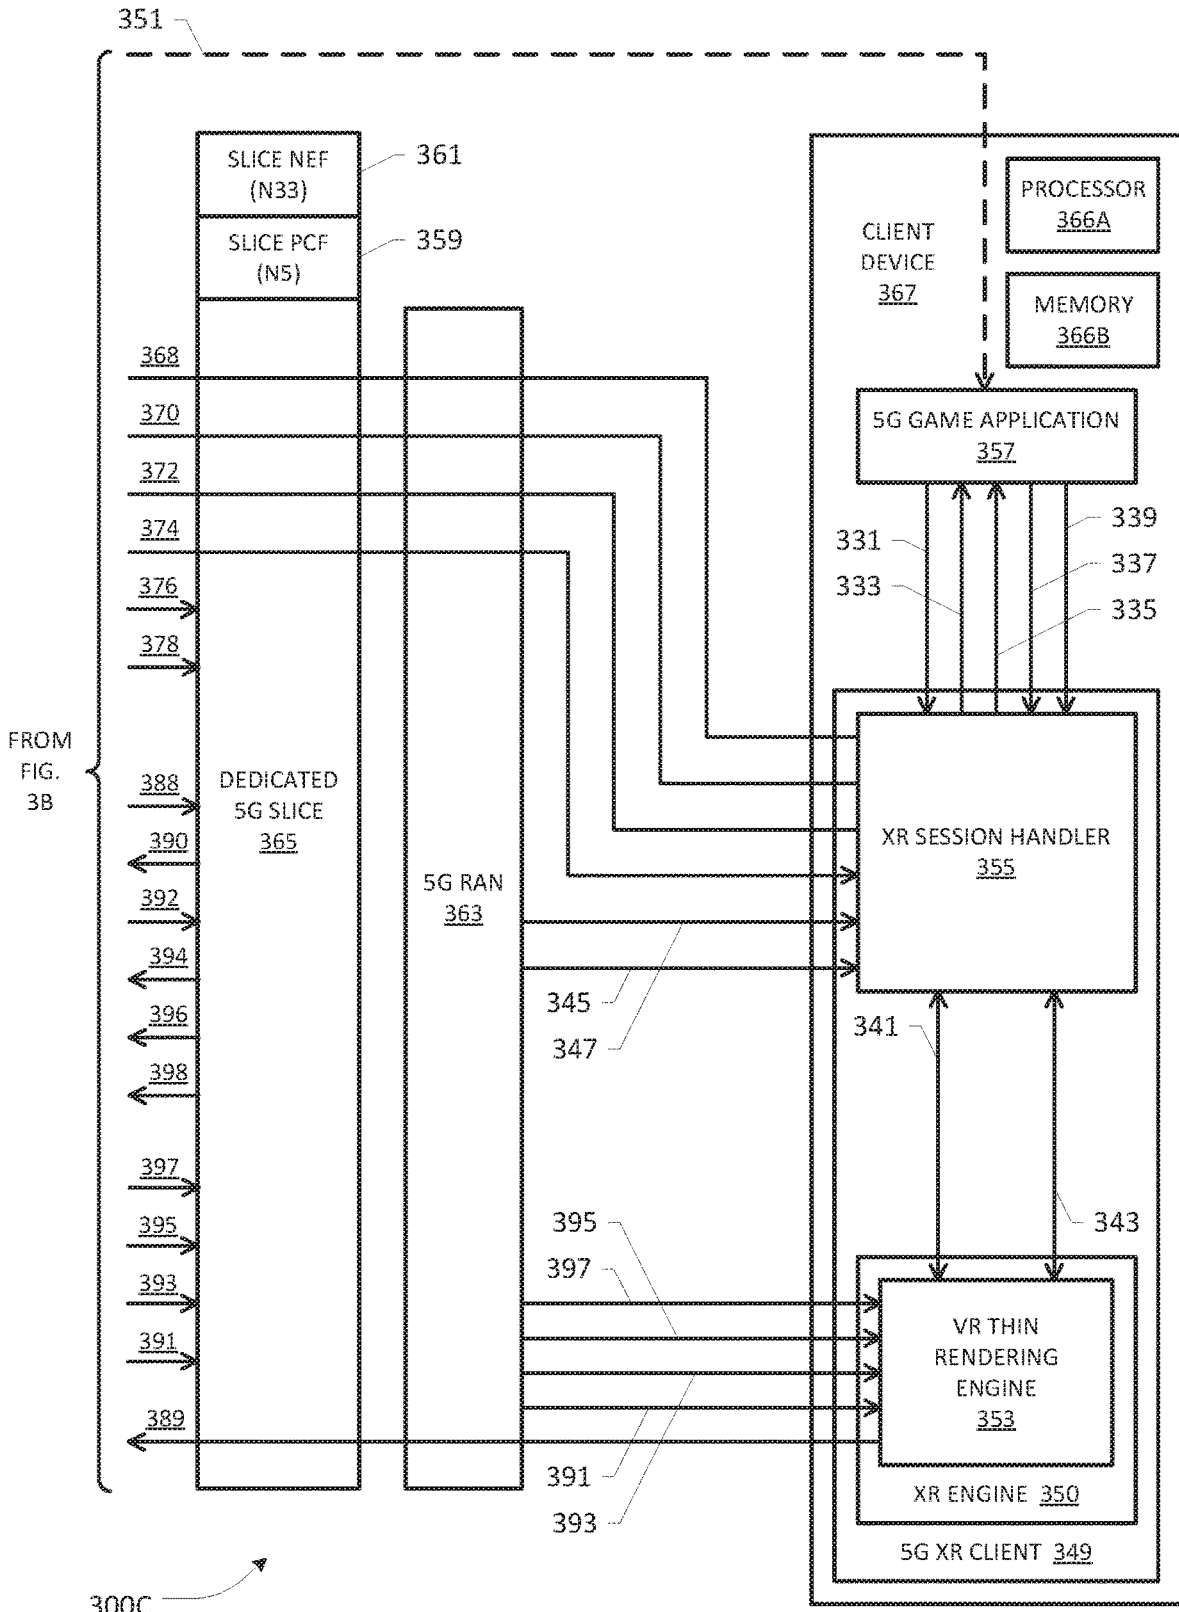 351
SLICE NEF
(N33)
361
SLICE PCF
(N5)
359
PROCESSOR
366A
CLIENT
DEVICE
367
MEMORY
366B
368
370
372
374
376
378
5G GAME APPLICATION
357
331
333
339
337
335
FROM
FIG.
3B
388
390
392
394
396
398
DEDICATED
5G SLICE
365
5G RAN
363
XR SESSION HANDLER
355
345
347
341
343
397
395
393
391
389
395
397
391
393
VR THIN
RENDERING
ENGINE
353
XR ENGINE 350
5G XR CLIENT 349
300C